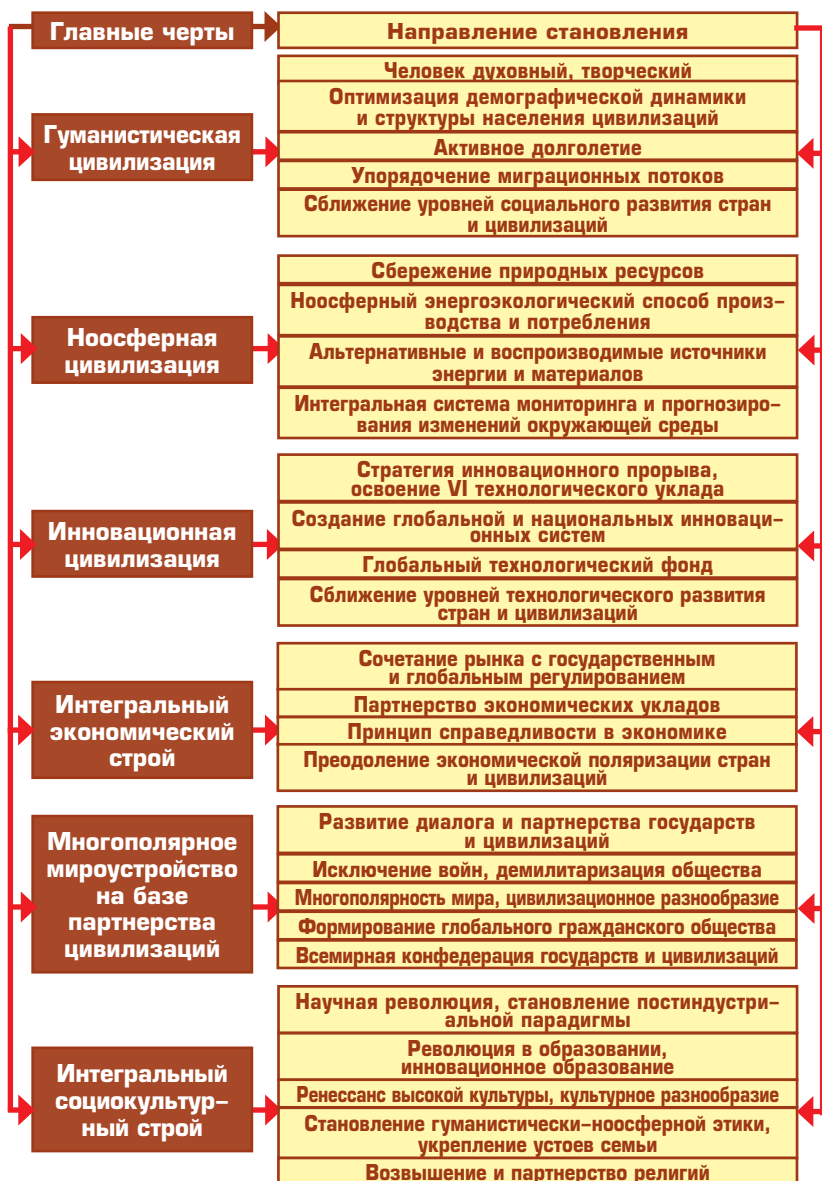 Главные черты
Направление становления
Гуманистическая
цивилизация
Человек духовный, творческий
Оптимизация демографической динамики
и структуры населения цивилизаций
Активное долголетие
Упорядочение миграционных потоков
Сближение уровней социального развития стран
и цивилизаций
Ноосферная
цивилизация
Сбережение природных ресурсов
Ноосферный энергоэкологический способ произ-
водства и потребления
Альтернативные и воспроизводимые источники
энергии и материалов
Интегральная система мониторинга и прогнозиро-
вания изменений окружающей среды
Инновационная
цивилизация
Стратегия инновационного прорыва,
освоение VI технологического уклада
Создание глобальной и национальных инноваци-
онных систем
Глобальный технологический фонд
Сближение уровней технологического развития
стран и цивилизаций
Интегральный
экономический
строй
Сочетание рынка с государственным
и глобальным регулированием
Партнерство экономических укладов
Принцип справедливости в экономике
Преодоление экономической поляризации стран
и цивилизаций
Многополярное
мироустройство
на базе
партнерства
цивилизаций
Развитие диалога и партнерства государств
и цивилизаций
Исключение войн, демилитаризация общества
Многополярность мира, цивилизационное разнообразие
Формирование глобального гражданского общества
Всемирная конфедерация государств и цивилизаций
Интегральный
социокультур-
ный строй
Научная революция, становление постиндустри-
альной парадигмы
Революция в образовании,
инновационное образование
Ренессанс высокой культуры, культурное разнообразие
Становление гуманистически-ноосферной этики,
укрепление устоев семьи
Возвышение и партнерство религий